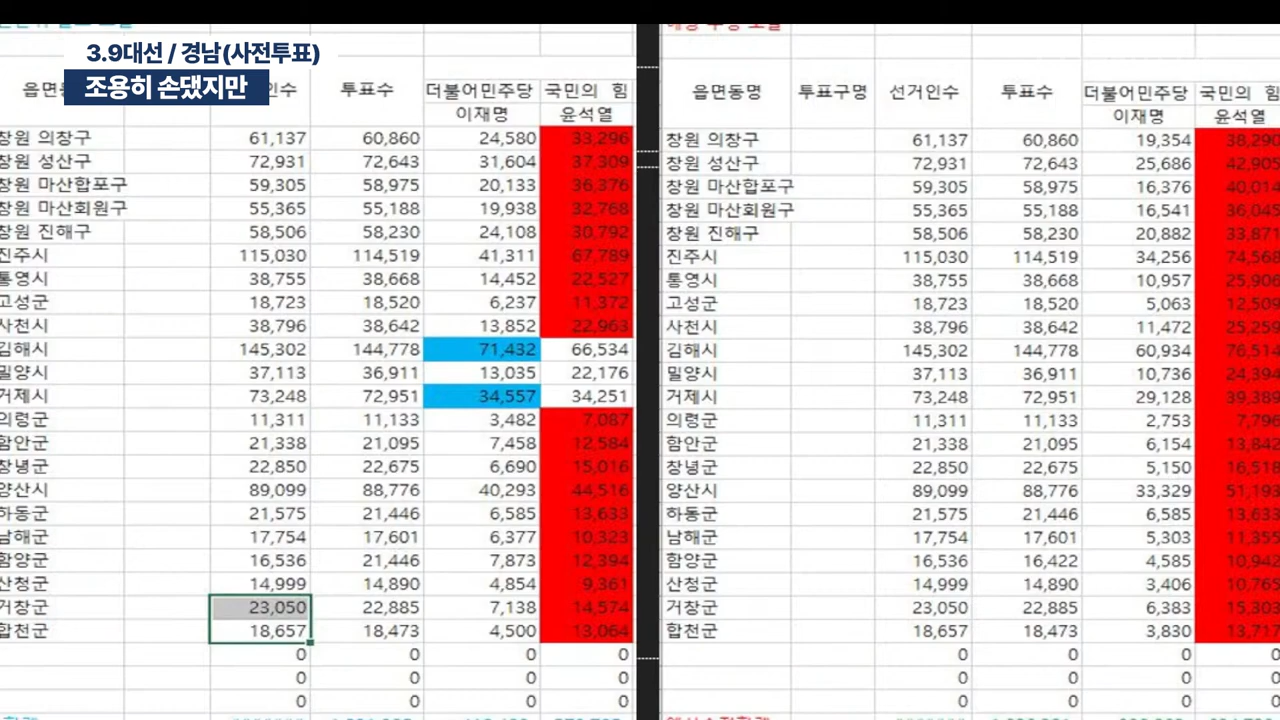 3.9대선 / 경남(사전투표)
조용히 손댔지만
투표수 더불어민주당 국민의 힘
이재명 윤석열
창원 의창구 61,137 60,860 24,580 33,296
창원 성산구 72,931 72,643 31,604 37,309
창원 마산합포구 59,305 58,975 20,133 36,376
창원 마산회원구 55,365 55,188 19,938 32,768
창원 진해구 58,506 58,230 24,108 30,792
진주시 115,030 114,519 41,311 67,789
통영시 38,755 38,668 14,452 22,527
고성군 18,723 18,520 6,237 11,372
사천시 38,796 38,642 13,852 22,963
김해시 145,302 144,778 71,432 66,534
밀양시 37,113 36,911 13,035 22,176
거제시 73,248 72,951 34,557 34,251
의령군 11,311 11,133 3,482 7,087
함안군 21,338 21,095 7,458 12,584
창녕군 22,850 22,675 6,690 15,016
양산시 89,099 88,776 40,293 44,516
하동군 21,575 21,446 6,585 13,633
남해군 17,754 17,601 6,377 10,323
함양군 16,536 21,446 7,873 12,394
산청군 14,999 14,890 4,854 9,361
거창군 23,050 22,885 7,138 14,574
합천군 18,657 18,473 4,500 13,064
0 0 0 0
0 0 0 0
0 0 0 0
읍면동명 투표구명 선거인수 투표수 더불어민주당 국민의 힘
이재명 윤석열
창원 의창구 61,137 60,860 19,354 38,290
창원 성산구 72,931 72,643 25,686 42,905
창원 마산합포구 59,305 58,975 16,376 40,014
창원 마산회원구 55,365 55,188 16,541 36,045
창원 진해구 58,506 58,230 20,882 33,871
진주시 115,030 114,519 34,256 74,568
통영시 38,755 38,668 10,957 25,906
고성군 18,723 18,520 5,063 12,509
사천시 38,796 38,642 11,472 25,259
김해시 145,302 144,778 60,934 76,514
밀양시 37,113 36,911 10,736 24,394
거제시 73,248 72,951 29,128 39,389
의령군 11,311 11,133 2,753 7,796
함안군 21,338 21,095 6,154 13,842
창녕군 22,850 22,675 5,150 16,518
양산시 89,099 88,776 33,329 51,193
하동군 21,575 21,446 6,585 13,633
남해군 17,754 17,601 5,303 11,355
함양군 16,536 16,422 4,585 10,942
산청군 14,999 14,890 3,406 10,765
거창군 23,050 22,885 6,383 15,303
합천군 18,657 18,473 3,830 13,717
0 0 0 0
0 0 0 0
0 0 0 0